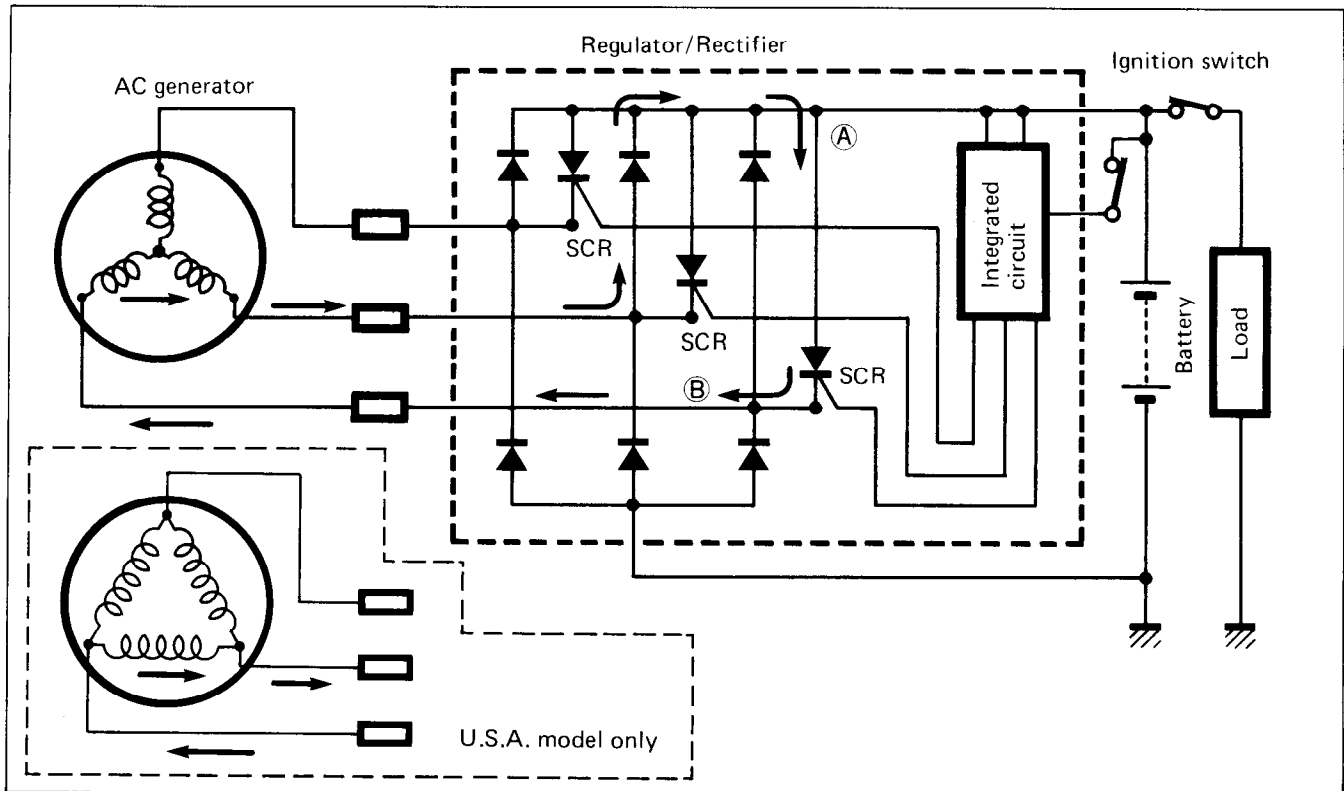 Regulator/Rectifier
Ignition switch
AC generator
Ⓐ
SCR
Integrated
circuit
SCR
Ⓑ
SCR
Battery
Load
U.S.A. model only